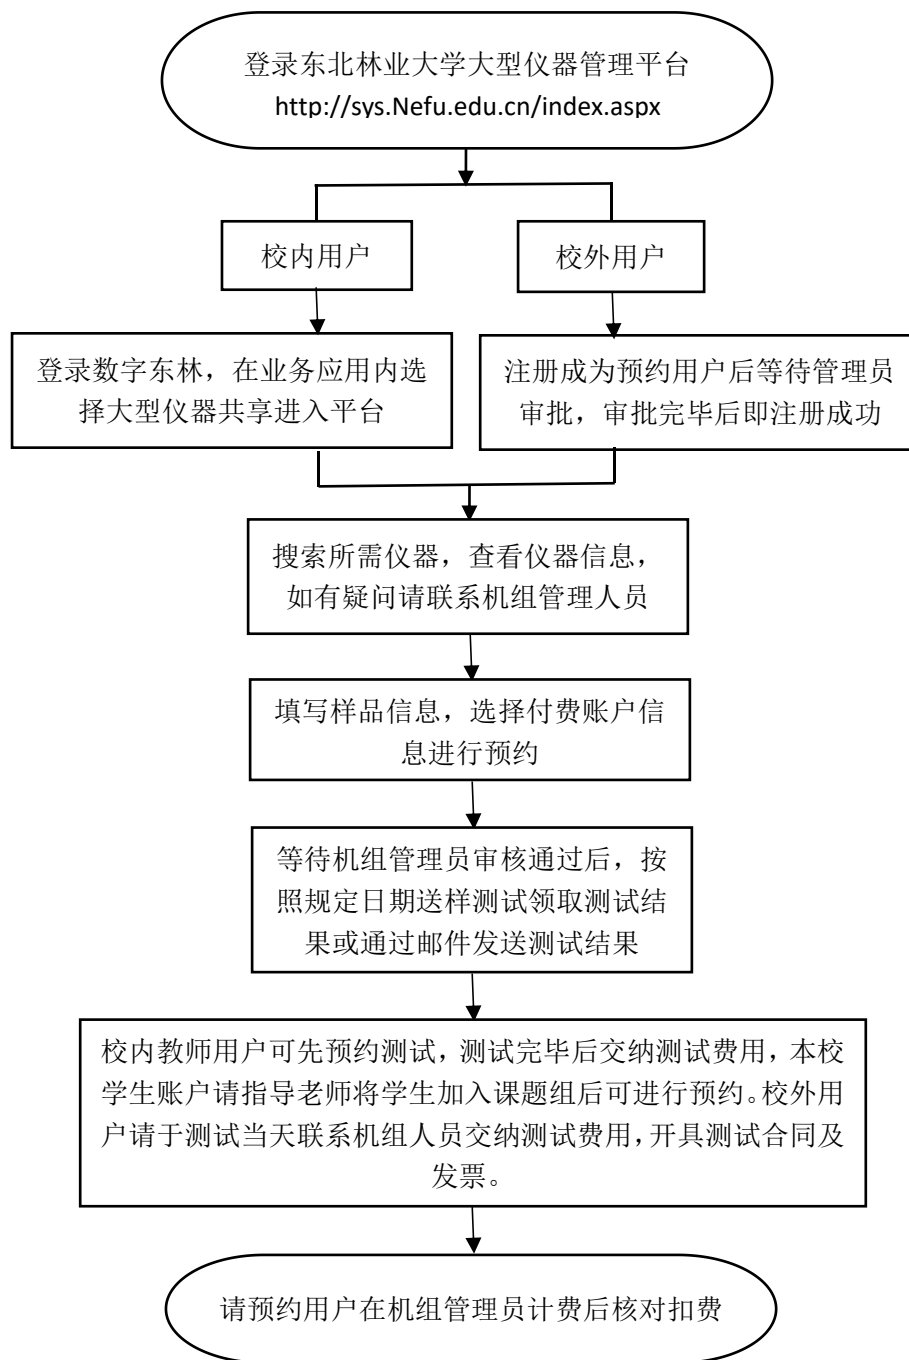 登录东北林业大学大型仪器管理平台
http://sys.Nefu.edu.cn/index.aspx
校内用户
校外用户
登录数字东林，在业务应用内选
择大型仪器共享进入平台
注册成为预约用户后等待管理员
审批，审批完毕后即注册成功
搜索所需仪器，查看仪器信息，
如有疑问请联系机组管理人员
填写样品信息，选择付费账户信
息进行预约
等待机组管理员审核通过后，按
照规定日期送样测试领取测试结
果或通过邮件发送测试结果
校内教师用户可先预约测试，测试完毕后交纳测试费用，本校
学生账户请指导老师将学生加入课题组后可进行预约。校外用
户请于测试当天联系机组人员交纳测试费用，开具测试合同及
发票。
请预约用户在机组管理员计费后核对扣费